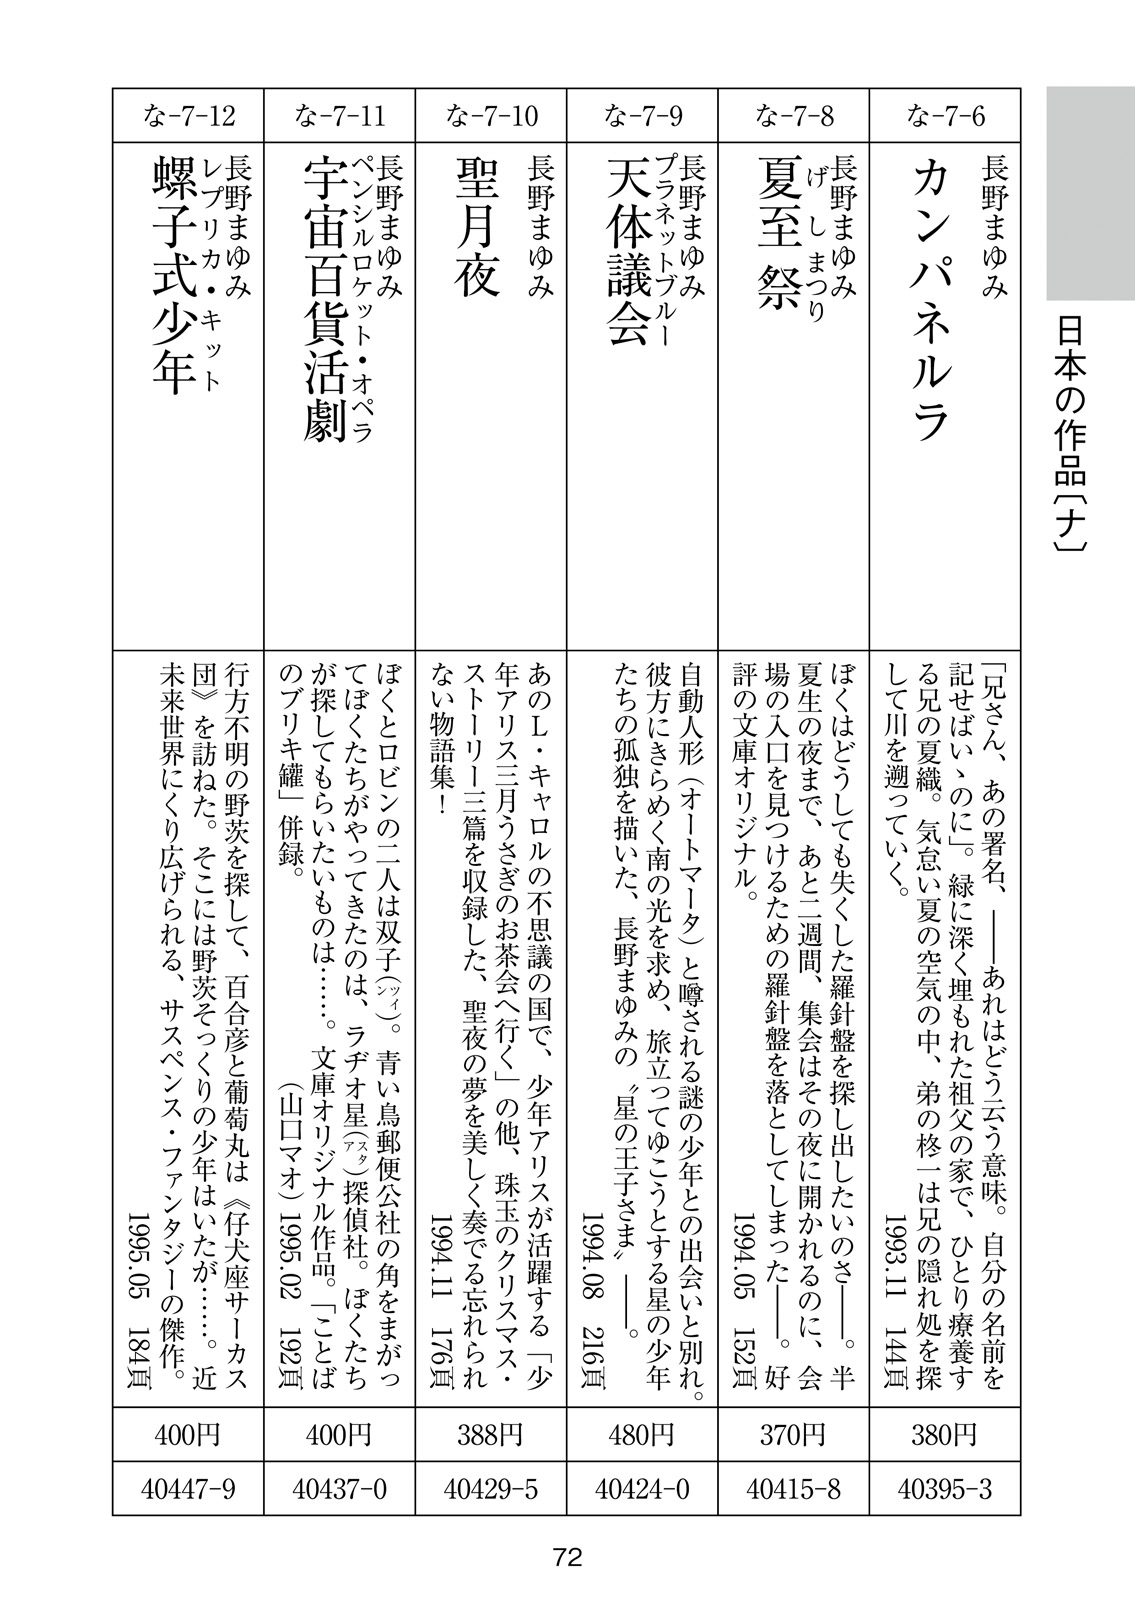 日本の作品〔ナ〕
な-7-6
長野まゆみ
カンパネルラ
「兄さん、あの署名、――あれはどう云う意味。自分の名前を
記せばいゝのに」。緑に深く埋もれた祖父の家で、ひとり療養す
る兄の夏織。気怠い夏の空気の中、弟の柊一は兄の隠れ処を探
して川を遡っていく。
1993.11 144頁
380円
40395-3
な-7-8
長野まゆみ
げしまつり
夏至祭
ぼくはどうしても失くした羅針盤を探し出したいのさ――。半
夏生の夜まで、あと二週間、集会はその夜に開かれるのに、会
場の入口を見つけるための羅針盤を落としてしまった――。好
評の文庫オリジナル。
1994.05 152頁
370円
40415-8
な-7-9
長野まゆみ
プラネットブルー
天体議会
自動人形（オートマータ）と噂される謎の少年との出会いと別れ。
彼方にきらめく南の光を求め、旅立ってゆこうとする星の少年
たちの孤独を描いた、長野まゆみの〝星の王子さま〟――。
1994.08 216頁
480円
40424-0
な-7-10
長野まゆみ
聖月夜
あのL・キャロルの不思議の国で、少年アリスが活躍する「少
年アリス三月うさぎのお茶会へ行く」の他、珠玉のクリスマス・
ストーリー三篇を収録した、聖夜の夢を美しく奏でる忘れられ
ない物語集！
1994.11 176頁
388円
40429-5
な-7-11
長野まゆみ
ペンシルロケット・オペラ
宇宙百貨活劇
ぼくとロビンの二人は双子（ツイン）。青い鳥郵便公社の角をまがっ
てぼくたちがやってきたのは、ラヂオ星（スタア）探偵社。ぼくたち
が探してもらいたいものは……。文庫オリジナル作品。「ことば
のブリキ罐」併録。
（山口マオ）1995.02 192頁
400円
40437-0
な-7-12
長野まゆみ
レプリカ・キット
螺子式少年
行方不明の野茨を探して、百合彦と葡萄丸は《仔犬座サーカス
団》を訪ねた。そこには野茨そっくりの少年はいたが……。近
未来世界にくり広げられる、サスペンス・ファンタジーの傑作。
1995.05 184頁
400円
40447-9
72